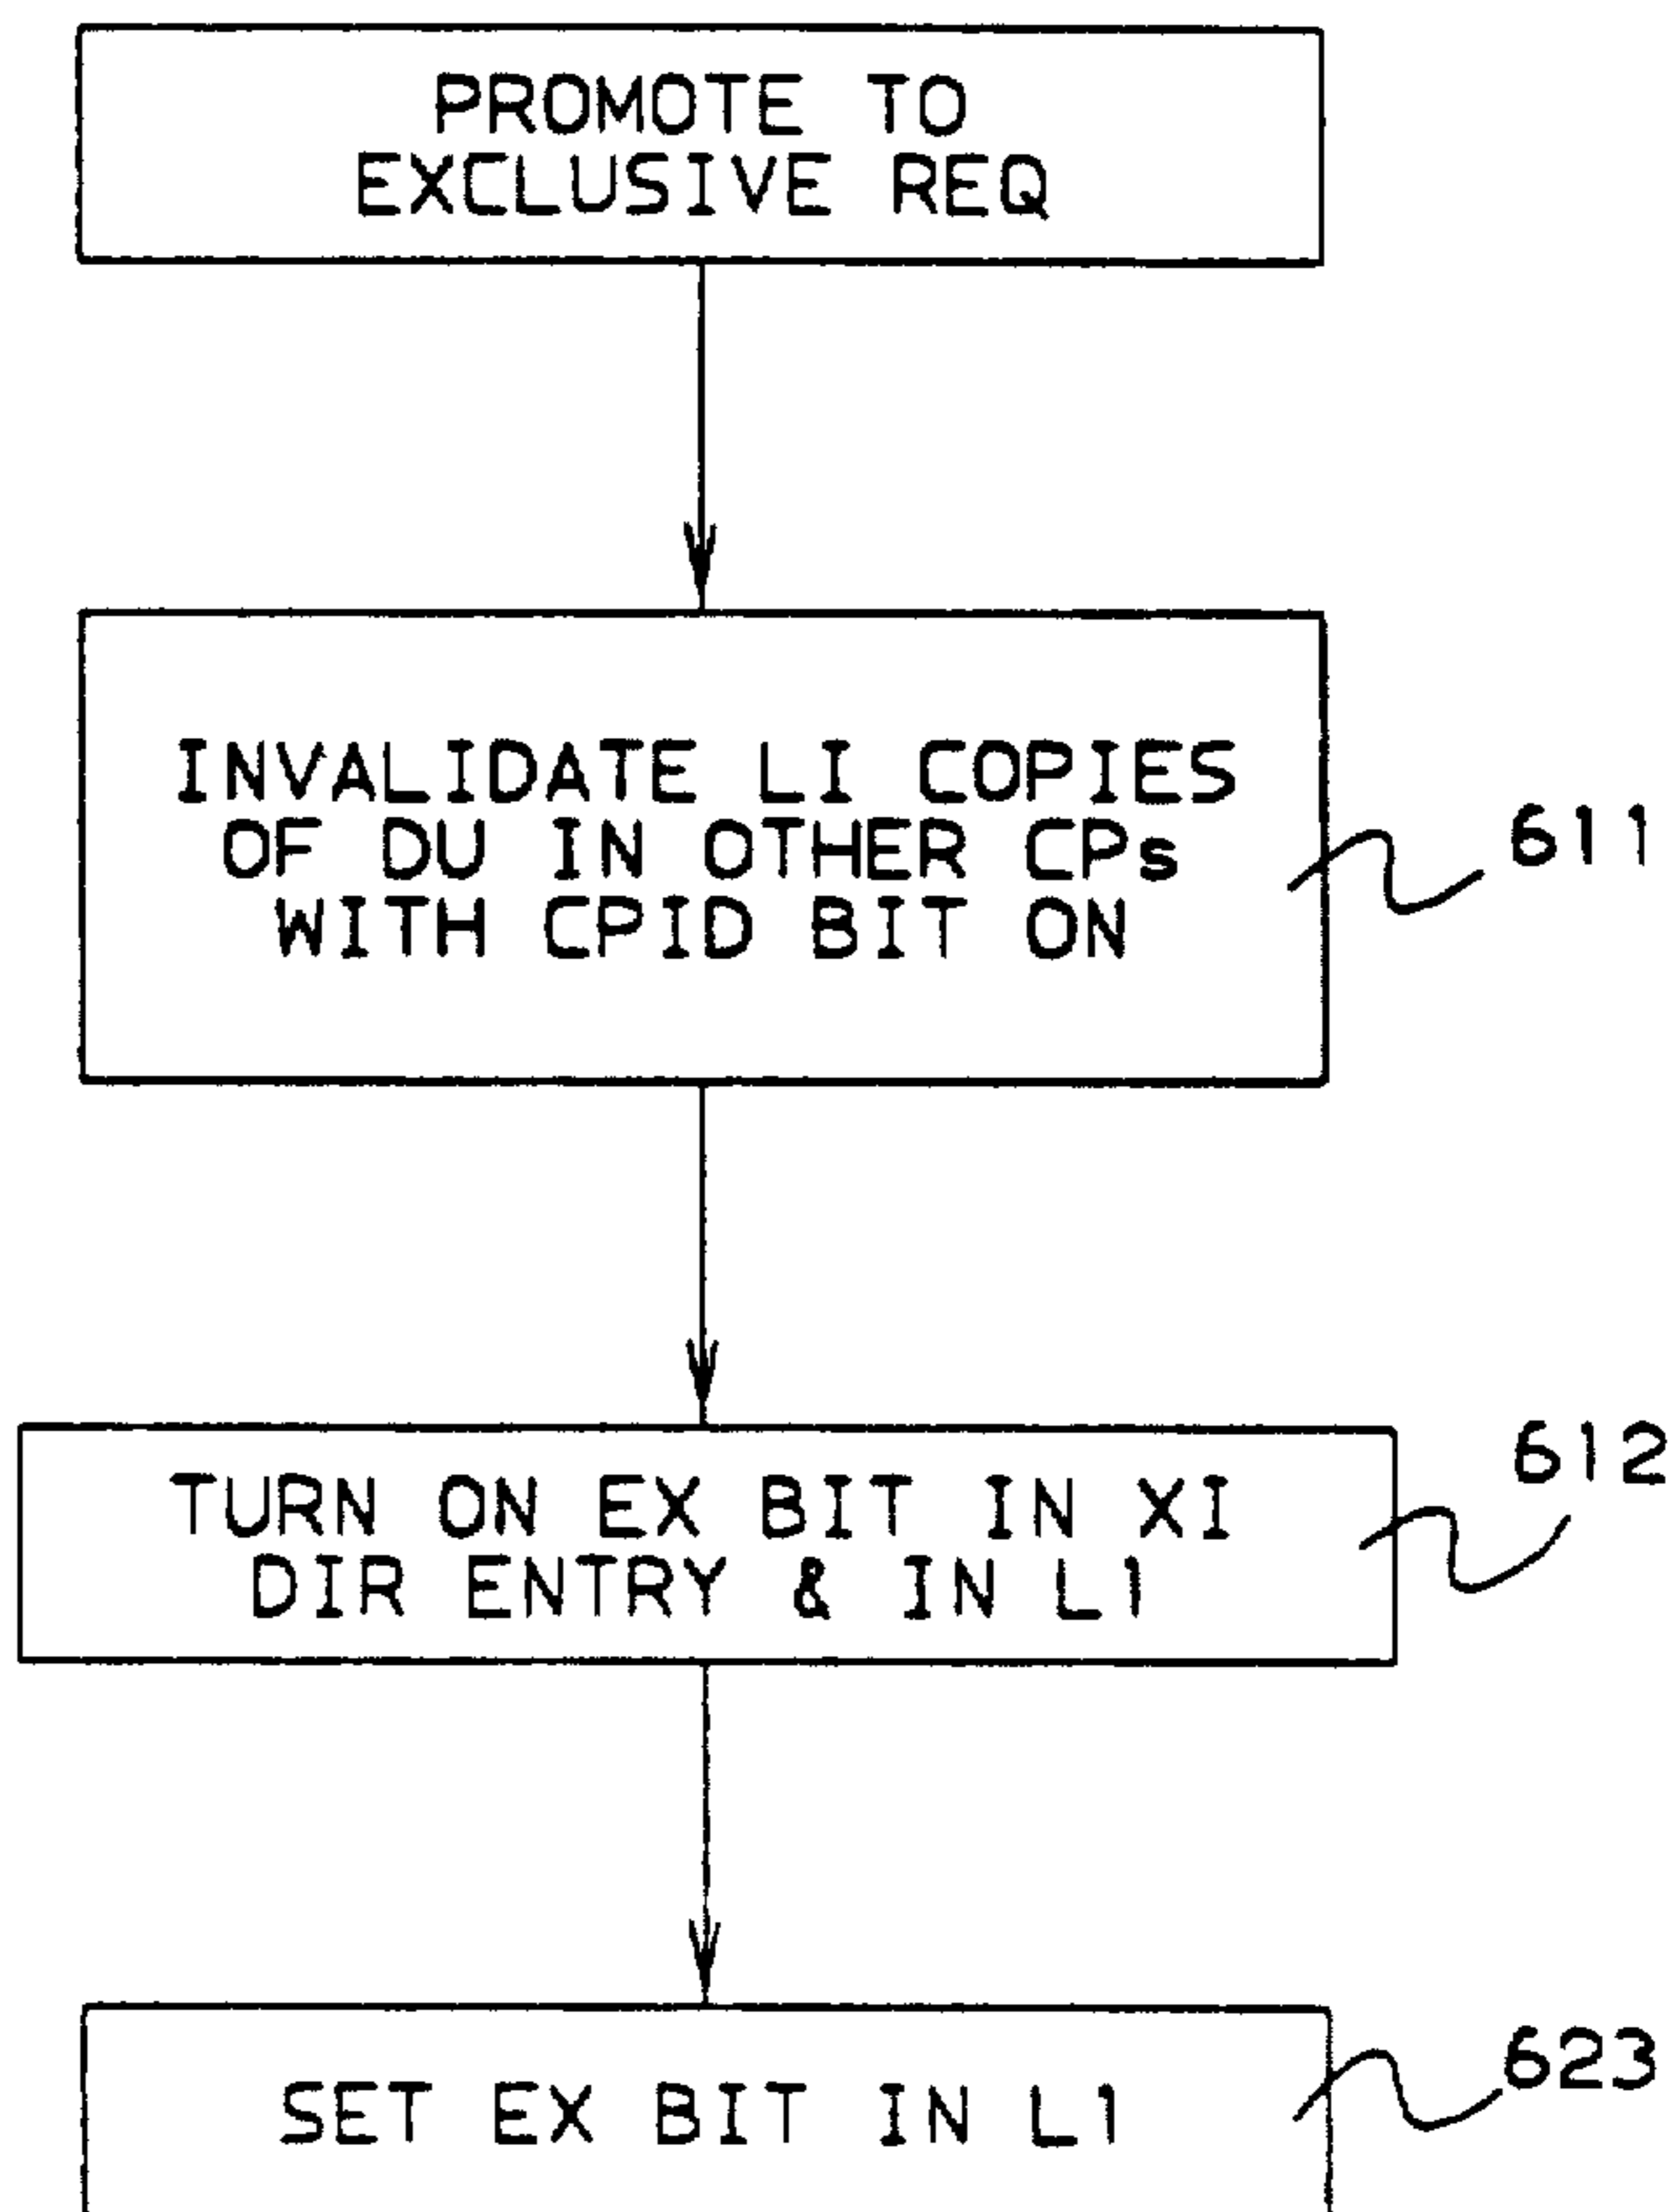 PROMOTE TO
EXCLUSIVE REQ
INVALIDATE LI COPIES
OF DU IN OTHER CPs
WITH CPID BIT ON
611
TURN ON EX BIT IN XI
DIR ENTRY & IN L1
612
SET EX BIT IN L1
623